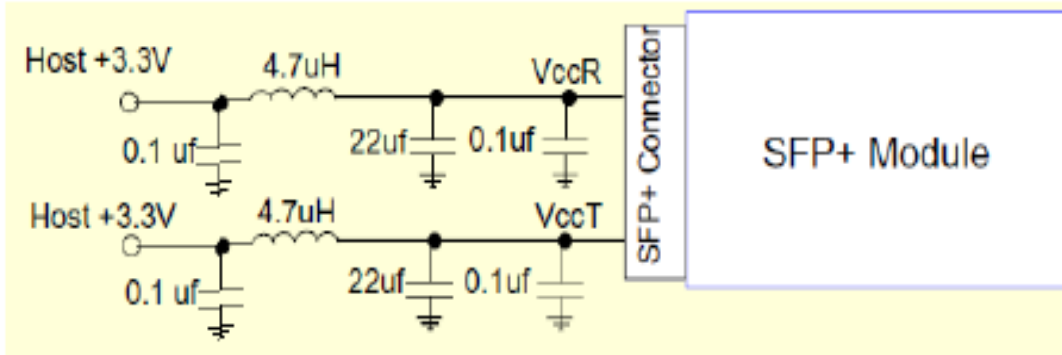 Host +3.3V
4.7uH
VccR
0.1 uf
22uf
0.1uf
Host +3.3V
4.7uH
VccT
0.1 uf
22uf
0.1uf
SFP+ Connector
SFP+ Module